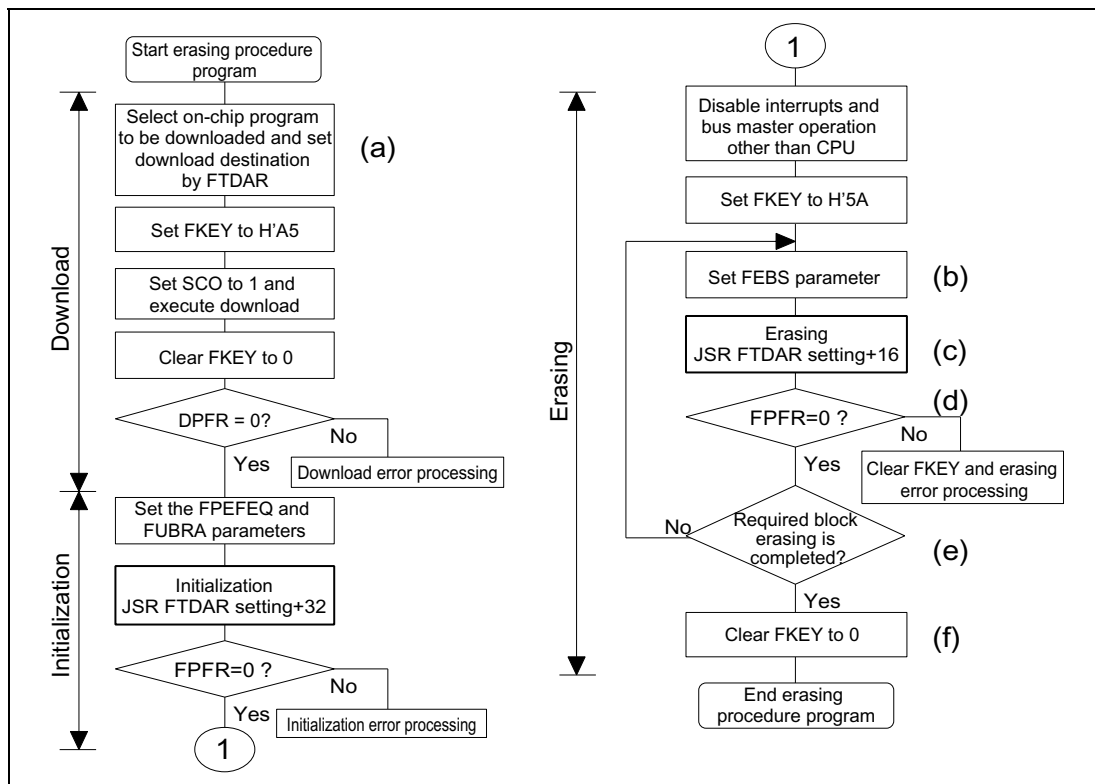 Start erasing procedure
program
Download
Select on-chip program
to be downloaded and set
download destination
by FTDAR
(a)
Set FKEY to H'A5
Set SCO to 1 and
execute download
Clear FKEY to 0
DPFR = 0?
No
Yes
Download error processing
Initialization
Set the FPEFEQ and
FUBRA parameters
Initialization
JSR FTDAR setting+32
FPFR=0 ?
No
Yes
Initialization error processing
1
1
Erasing
Disable interrupts and
bus master operation
other than CPU
Set FKEY to H'5A
Set FEBS parameter
(b)
Erasing
JSR FTDAR setting+16
(c)
(d)
FPFR=0 ?
No
Yes
Clear FKEY and erasing
error processing
No
Required block
erasing is
completed?
(e)
Yes
Clear FKEY to 0
(f)
End erasing
procedure program